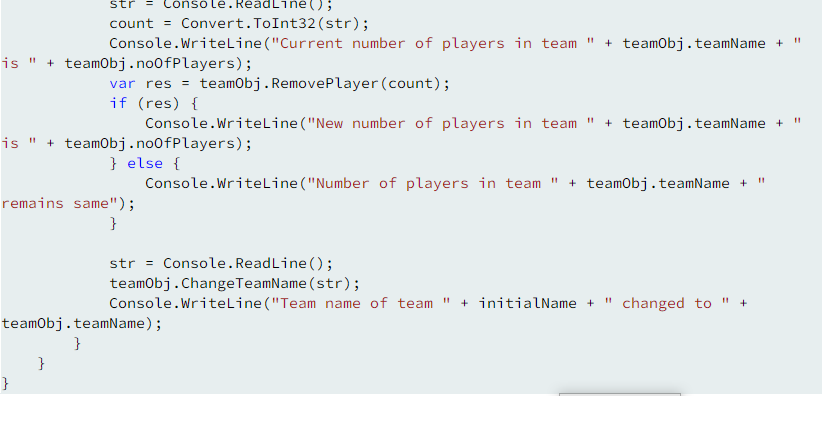 str = Console.ReadLine();
count = Convert.ToInt32(str);
Console.WriteLine("Current number of players in team " + teamObj.teamName + "
is " + teamObj.noOfPlayers);
var res = teamObj.RemovePlayer(count);
if (res) {
Console.WriteLine("New number of players in team " + teamObj.teamName + "
is " + teamObj.noOfPlayers);
} else {
Console.WriteLine("Number of players in team " + teamObj.teamName + "
remains same");
}
str = Console.ReadLine();
teamObj.ChangeTeamName(str);
Console.WriteLine("Team name of team " + initialName + " changed to " +
teamObj.teamName);
}
}
}